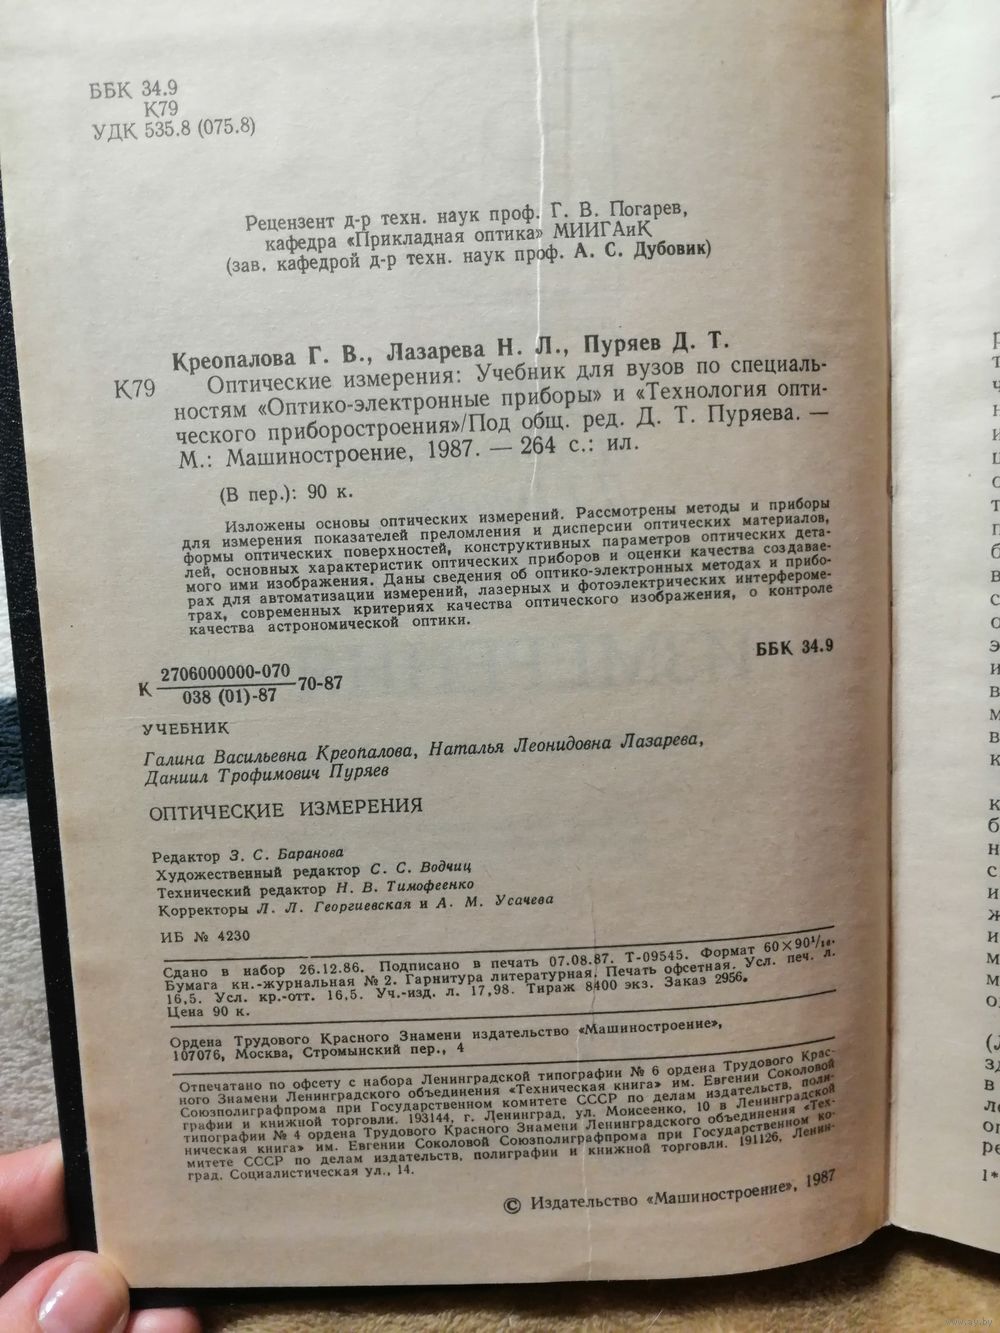 ББК 34.9
К79
УДК 535.8 (075.8)
Рецензент д-р техн. наук проф. Г. В. Погарев,
кафедра «Прикладная оптика» МИИГАиК
(зав. кафедрой д-р техн. наук проф. А. С. Дубовик)
Креопалова Г. В., Лазарева Н. Л., Пуряев Д. Т.
К79 Оптические измерения: Учебник для вузов по специаль-
ностям «Оптико-электронные приборы» и «Технология опти-
ческого приборостроения»/Под общ. ред. Д. Т. Пуряева. —
М.: Машиностроение, 1987. — 264 с.: ил.
(В пер.): 90 к.
Изложены основы оптических измерений. Рассмотрены методы и приборы
для измерения показателей преломления и дисперсии оптических материалов,
формы оптических поверхностей, конструктивных параметров оптических дета-
лей, основных характеристик оптических приборов и оценки качества создавае-
мого ими изображения. Даны сведения об оптико-электронных методах и прибо-
рах для автоматизации измерений, лазерных и фотоэлектрических интерфероме-
трах, современных критериях качества оптического изображения, о контроле
качества астрономической оптики.
К 2706000000-070
038 (01)-87 70-87
ББК 34.9
УЧЕБНИК
Галина Васильевна Креопалова, Наталья Леонидовна Лазарева,
Даниил Трофимович Пуряев
ОПТИЧЕСКИЕ ИЗМЕРЕНИЯ
Редактор З. С. Баранова
Художественный редактор С. С. Водчиц
Технический редактор Н. В. Тимофеенко
Корректоры Л. Л. Георгиевская и А. М. Усачева
ИБ № 4230
Сдано в набор 26.12.86. Подписано в печать 07.08.87. Т-09545. Формат 60×90¹/₁₆.
Бумага кн.-журнальная № 2. Гарнитура литературная. Печать офсетная. Усл. печ. л.
16,5. Усл. кр.-отт. 16,5. Уч.-изд. л. 17,98. Тираж 8400 экз. Заказ 2956.
Цена 90 к.
Ордена Трудового Красного Знамени издательство «Машиностроение»,
107076, Москва, Стромынский пер., 4
Отпечатано по офсету с набора Ленинградской типографии № 6 ордена Трудового Крас-
ного Знамени Ленинградского объединения «Техническая книга» им. Евгении Соколовой
Союзполиграфпрома при Государственном комитете СССР по делам издательств, поли-
графии и книжной торговли. 193144, г. Ленинград, ул. Моисеенко, 10 в Ленинградской
типографии № 4 ордена Трудового Красного Знамени Ленинградского объединения «Тех-
ническая книга» им. Евгении Соколовой Союзполиграфпрома при Государственном ко-
митете СССР по делам издательств, полиграфии и книжной торговли. 191126, Ленин-
град, Социалистическая ул., 14.
© Издательство «Машиностроение», 1987
1*
www.ay.by